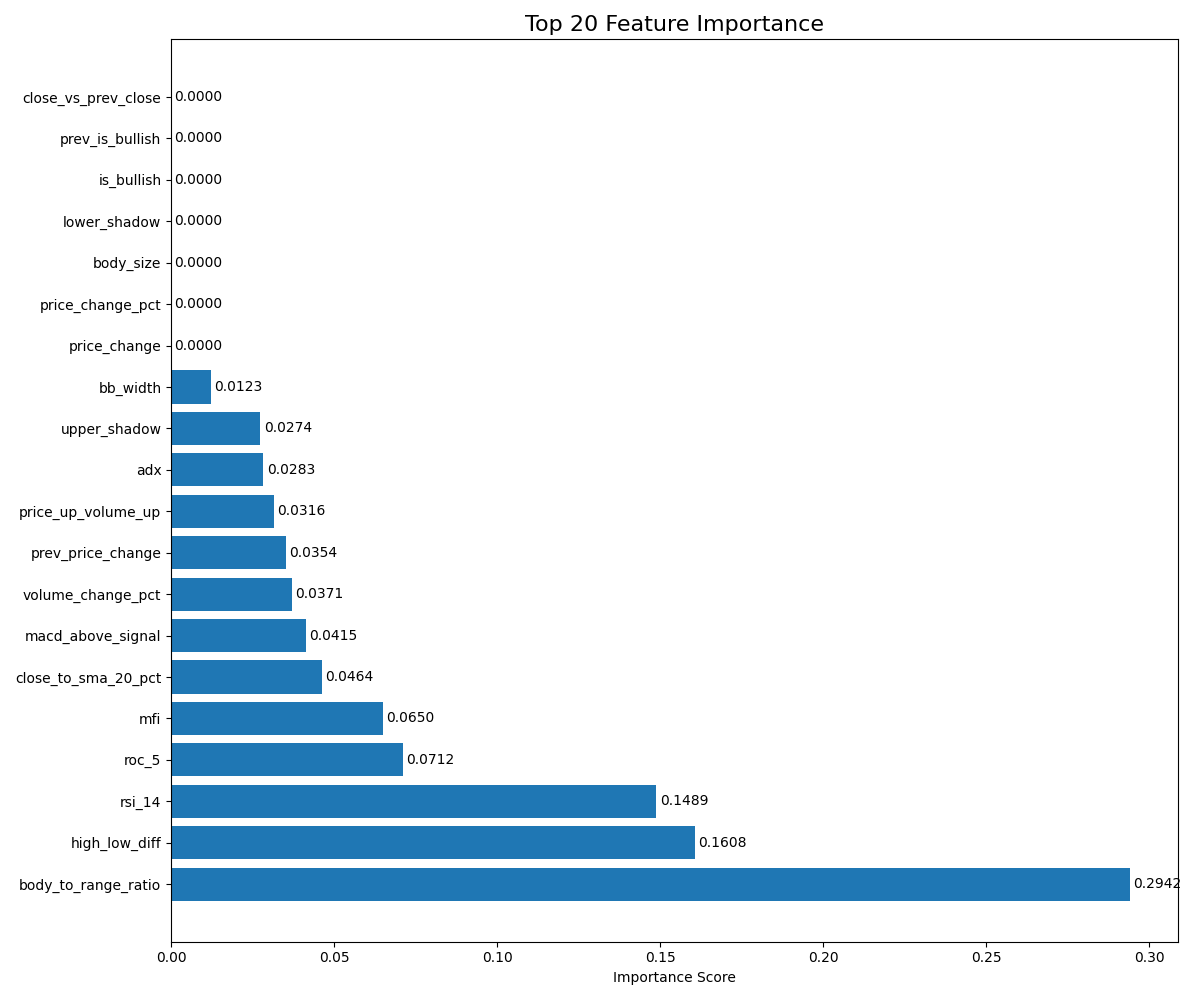 Top 20 Feature Importance
close_vs_prev_close 0.0000
prev_is_bullish 0.0000
is_bullish 0.0000
lower_shadow 0.0000
body_size 0.0000
price_change_pct 0.0000
price_change 0.0000
bb_width 0.0123
upper_shadow 0.0274
adx 0.0283
price_up_volume_up 0.0316
prev_price_change 0.0354
volume_change_pct 0.0371
macd_above_signal 0.0415
close_to_sma_20_pct 0.0464
mfi 0.0650
roc_5 0.0712
rsi_14 0.1489
high_low_diff 0.1608
body_to_range_ratio 0.2942
0.00 0.05 0.10 0.15 0.20 0.25 0.30
Importance Score